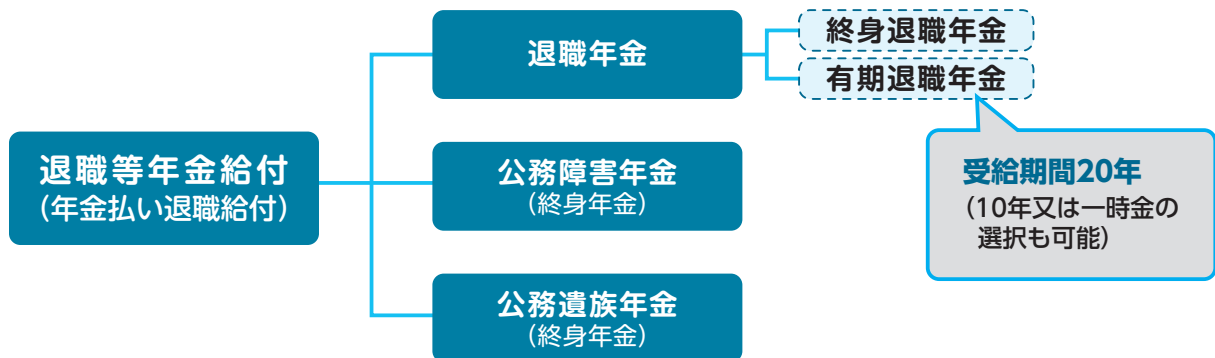 退職等年金給付
（年金払い退職給付）
退職年金
終身退職年金
有期退職年金
受給期間20年
（10年又は一時金の
選択も可能）
公務障害年金
（終身年金）
公務遺族年金
（終身年金）